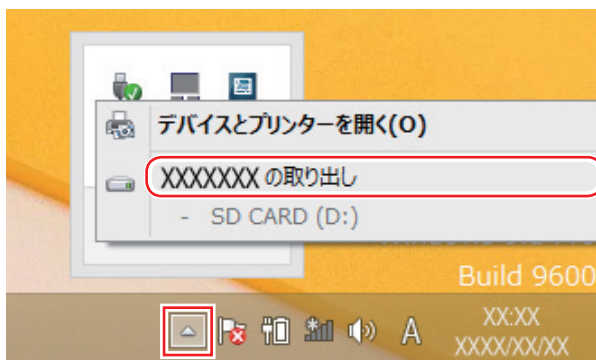 デバイスとプリンターを開く(O)
XXXXXXX の取り出し
- SD CARD (D:)
Build 9600
A
XX:XX
XXXX/XX/XX